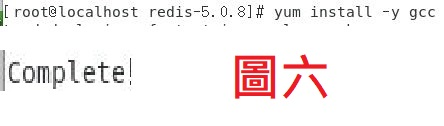 [root@localhost redis-5.0.8]# yum install -y gcc
Complete!
圖六